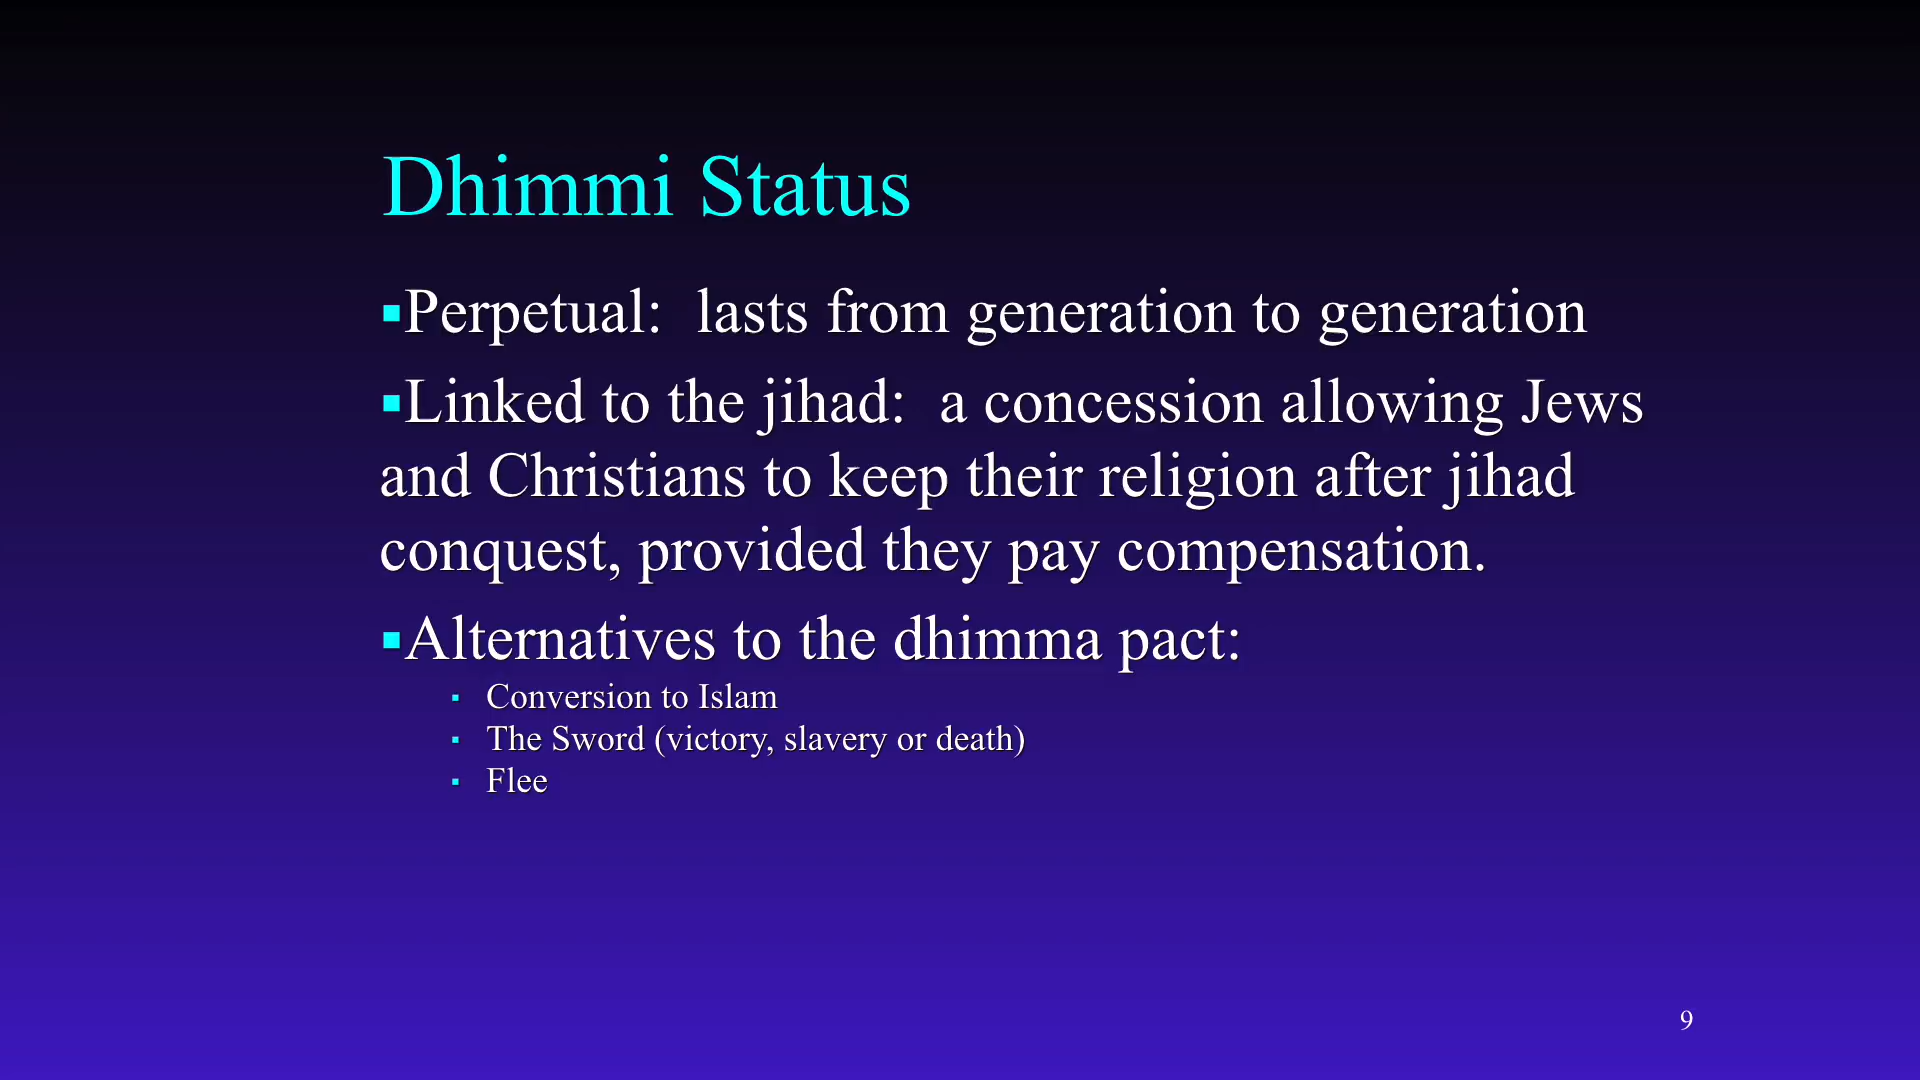 Dhimmi Status
▪Perpetual:  lasts from generation to generation
▪Linked to the jihad:  a concession allowing Jews
and Christians to keep their religion after jihad
conquest, provided they pay compensation.
▪Alternatives to the dhimma pact:
▪ Conversion to Islam
▪ The Sword (victory, slavery or death)
▪ Flee
9